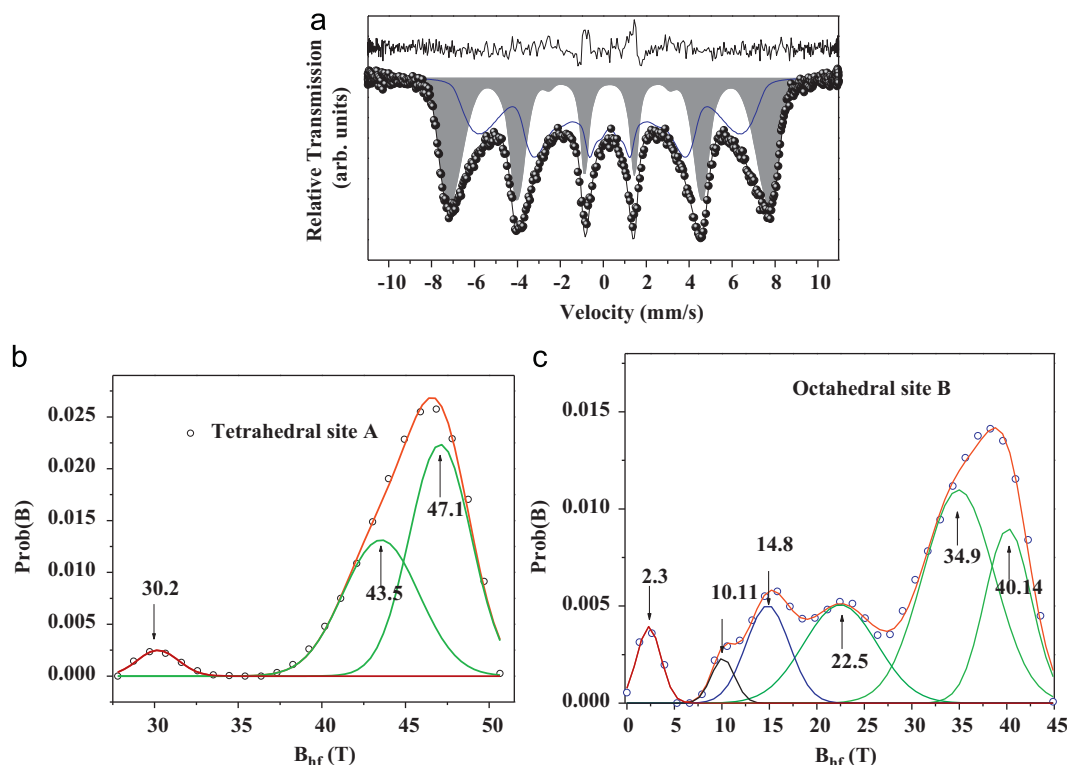 a
Relative Transmission
(arb. units)
-10 -8 -6 -4 -2 0 2 4 6 8 10
Velocity (mm/s)
b
Prob(B)
0.025
0.020
0.015
0.010
0.005
0.000
Tetrahedral site A
30.2
43.5
47.1
30 35 40 45 50
B_hf (T)
c
Prob(B)
0.015
0.010
0.005
0.000
Octahedral site B
2.3
10.11
14.8
22.5
34.9
40.14
0 5 10 15 20 25 30 35 40 45
B_hf (T)